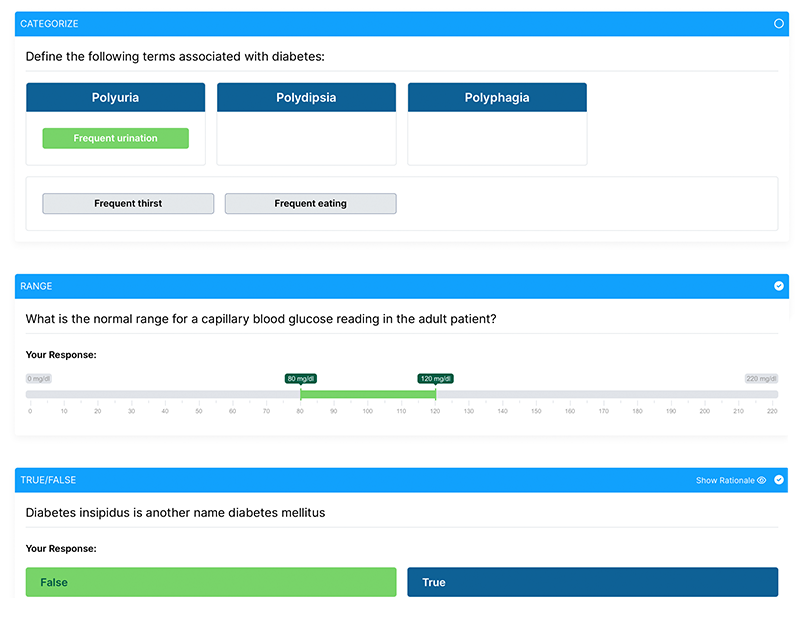 CATEGORIZE
Define the following terms associated with diabetes:
Polyuria Polydipsia Polyphagia
Frequent urination
Frequent thirst Frequent eating
RANGE
What is the normal range for a capillary blood glucose reading in the adult patient?
Your Response:
0 mg/dl 80 mg/dl 120 mg/dl 220 mg/dl
0 10 20 30 40 50 60 70 80 90 100 110 120 130 140 150 160 170 180 190 200 210 220
TRUE/FALSE Show Rationale
Diabetes insipidus is another name diabetes mellitus
Your Response:
False True